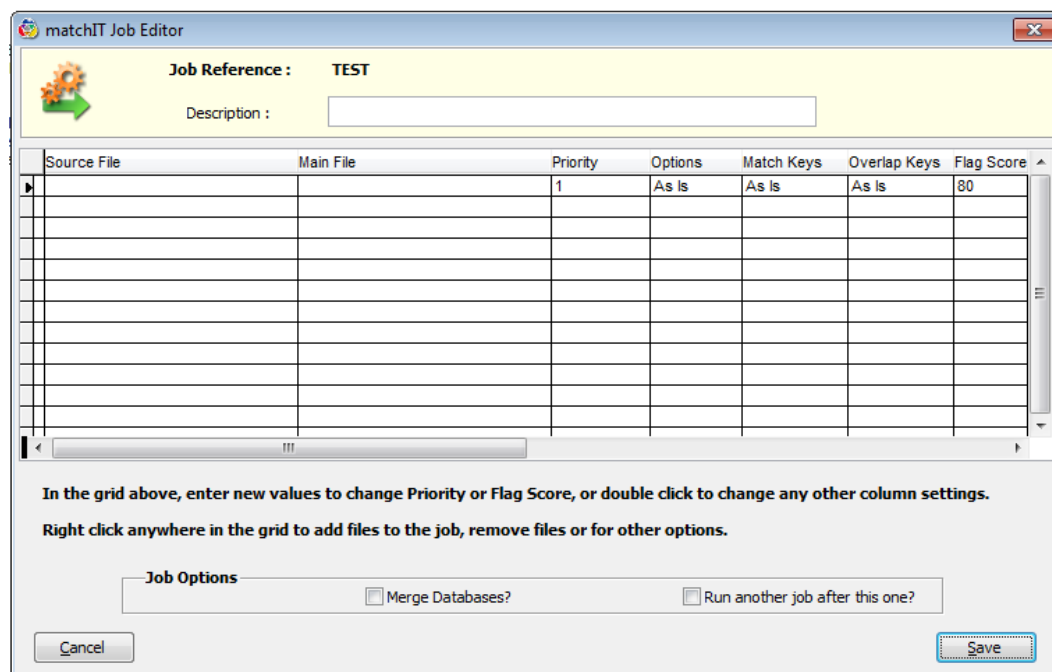 matchIT Job Editor
Job Reference : TEST
Description :
Source File Main File Priority Options Match Keys Overlap Keys Flag Score
1 As Is As Is As Is 80
In the grid above, enter new values to change Priority or Flag Score, or double click to change any other column settings.
Right click anywhere in the grid to add files to the job, remove files or for other options.
Job Options
Merge Databases? Run another job after this one?
Cancel Save